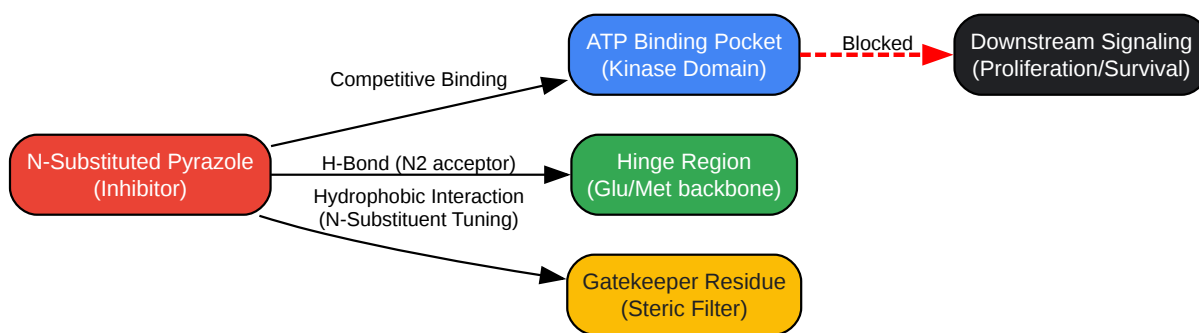 ATP Binding Pocket
(Kinase Domain)
Blocked
Downstream Signaling
(Proliferation/Survival)
Competitive Binding
N-Substituted Pyrazole
(Inhibitor)
H-Bond (N2 acceptor)
Hinge Region
(Glu/Met backbone)
Hydrophobic Interaction
(N-Substituent Tuning)
Gatekeeper Residue
(Steric Filter)